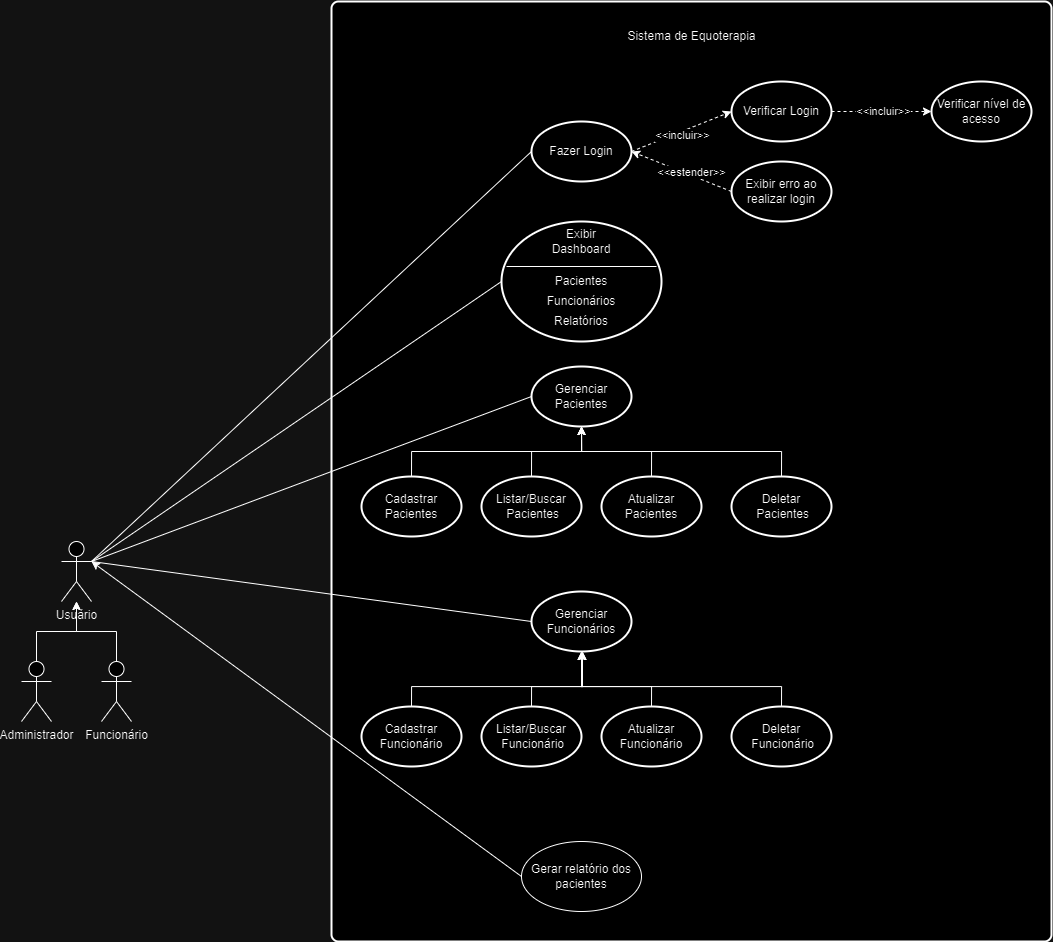 Sistema de Equoterapia
Verificar Login
Verificar nível de
acesso
<<incluir>>
<<incluir>>
Fazer Login
<<estender>>
Exibir erro ao
realizar login
Exibir
Dashboard
Pacientes
Funcionários
Relatórios
Gerenciar
Pacientes
Cadastrar
Pacientes
Listar/Buscar
Pacientes
Atualizar
Pacientes
Deletar
Pacientes
Usuário
Gerenciar
Funcionários
Administrador
Funcionário
Cadastrar
Funcionário
Listar/Buscar
Funcionário
Atualizar
Funcionário
Deletar
Funcionário
Gerar relatório dos
pacientes